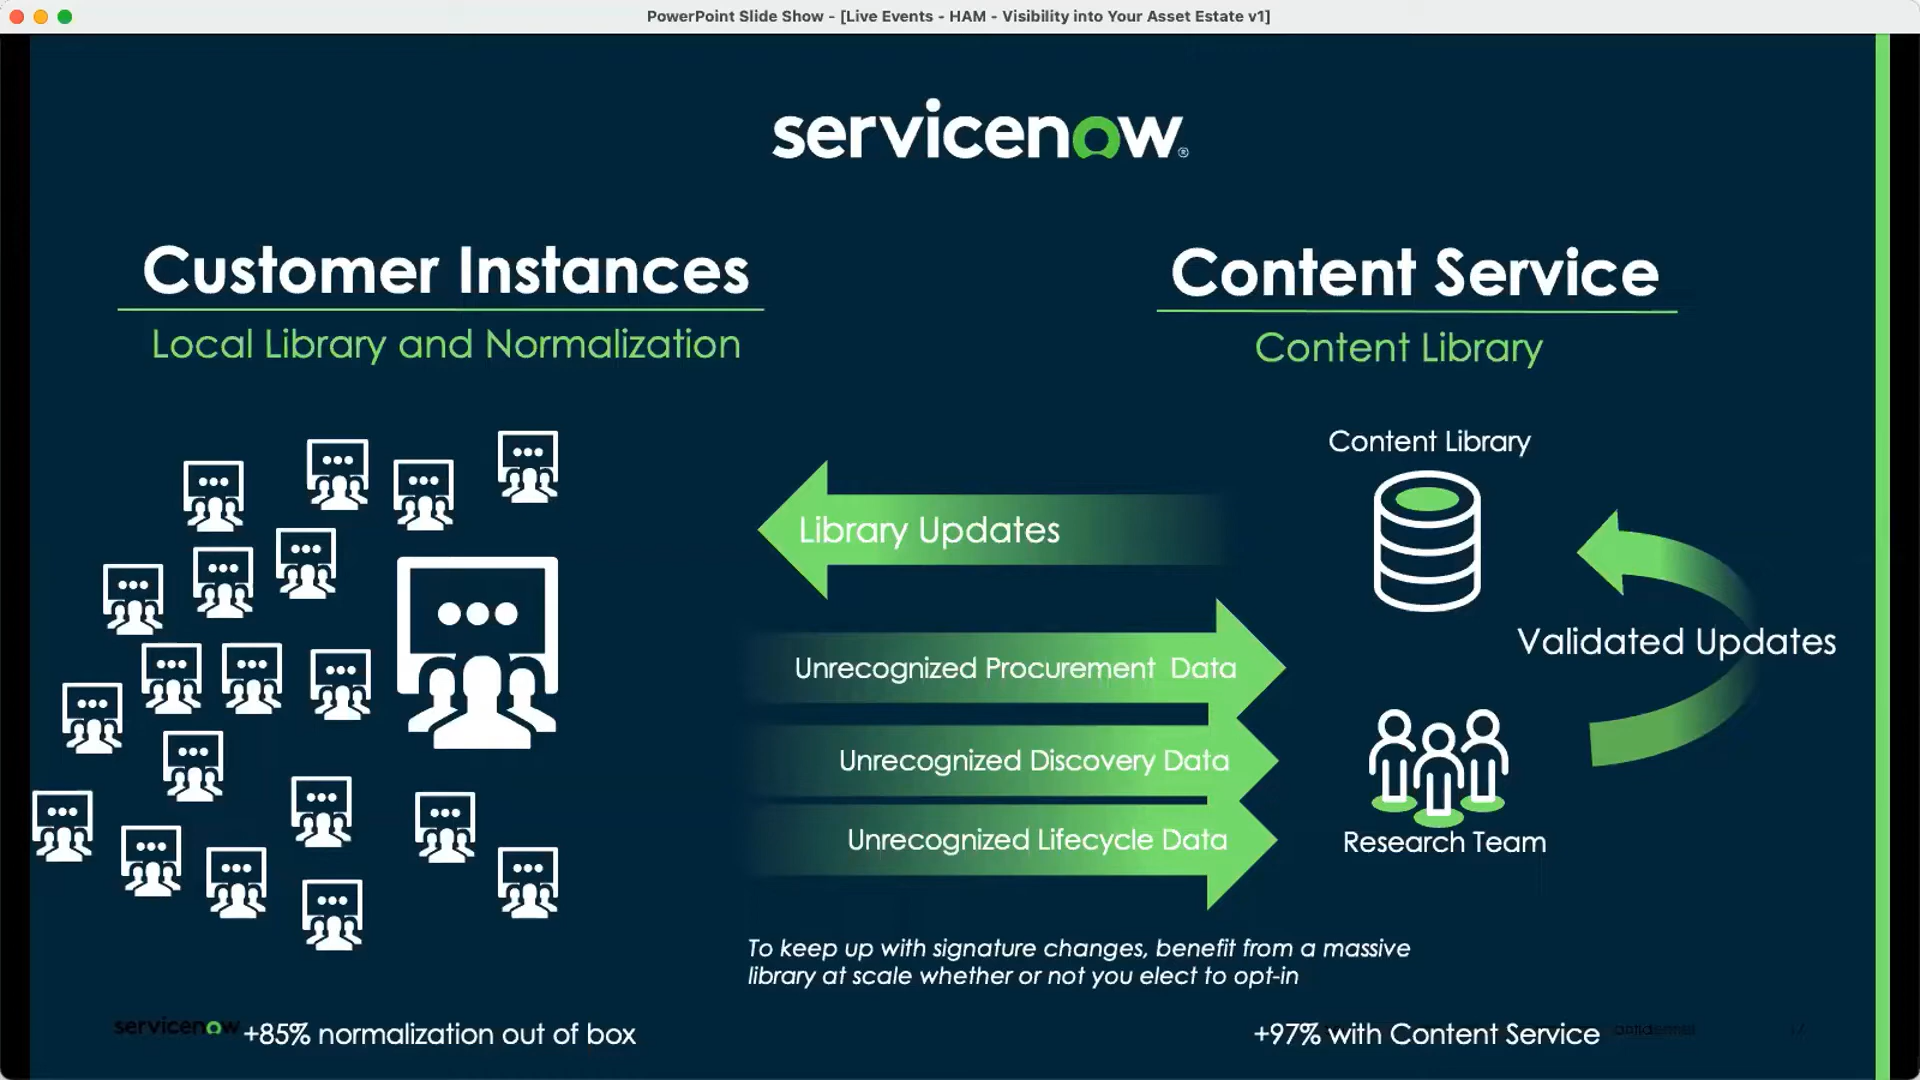 PowerPoint Slide Show - [Live Events - HAM - Visibility into Your Asset Estate v1]
servicenow®
Customer Instances
Local Library and Normalization
Content Service
Content Library
Content Library
Library Updates
Validated Updates
Unrecognized Procurement  Data
Unrecognized Discovery Data
Unrecognized Lifecycle Data
Research Team
To keep up with signature changes, benefit from a massive
library at scale whether or not you elect to opt-in
servicenow
+85% normalization out of box
+97% with Content Service